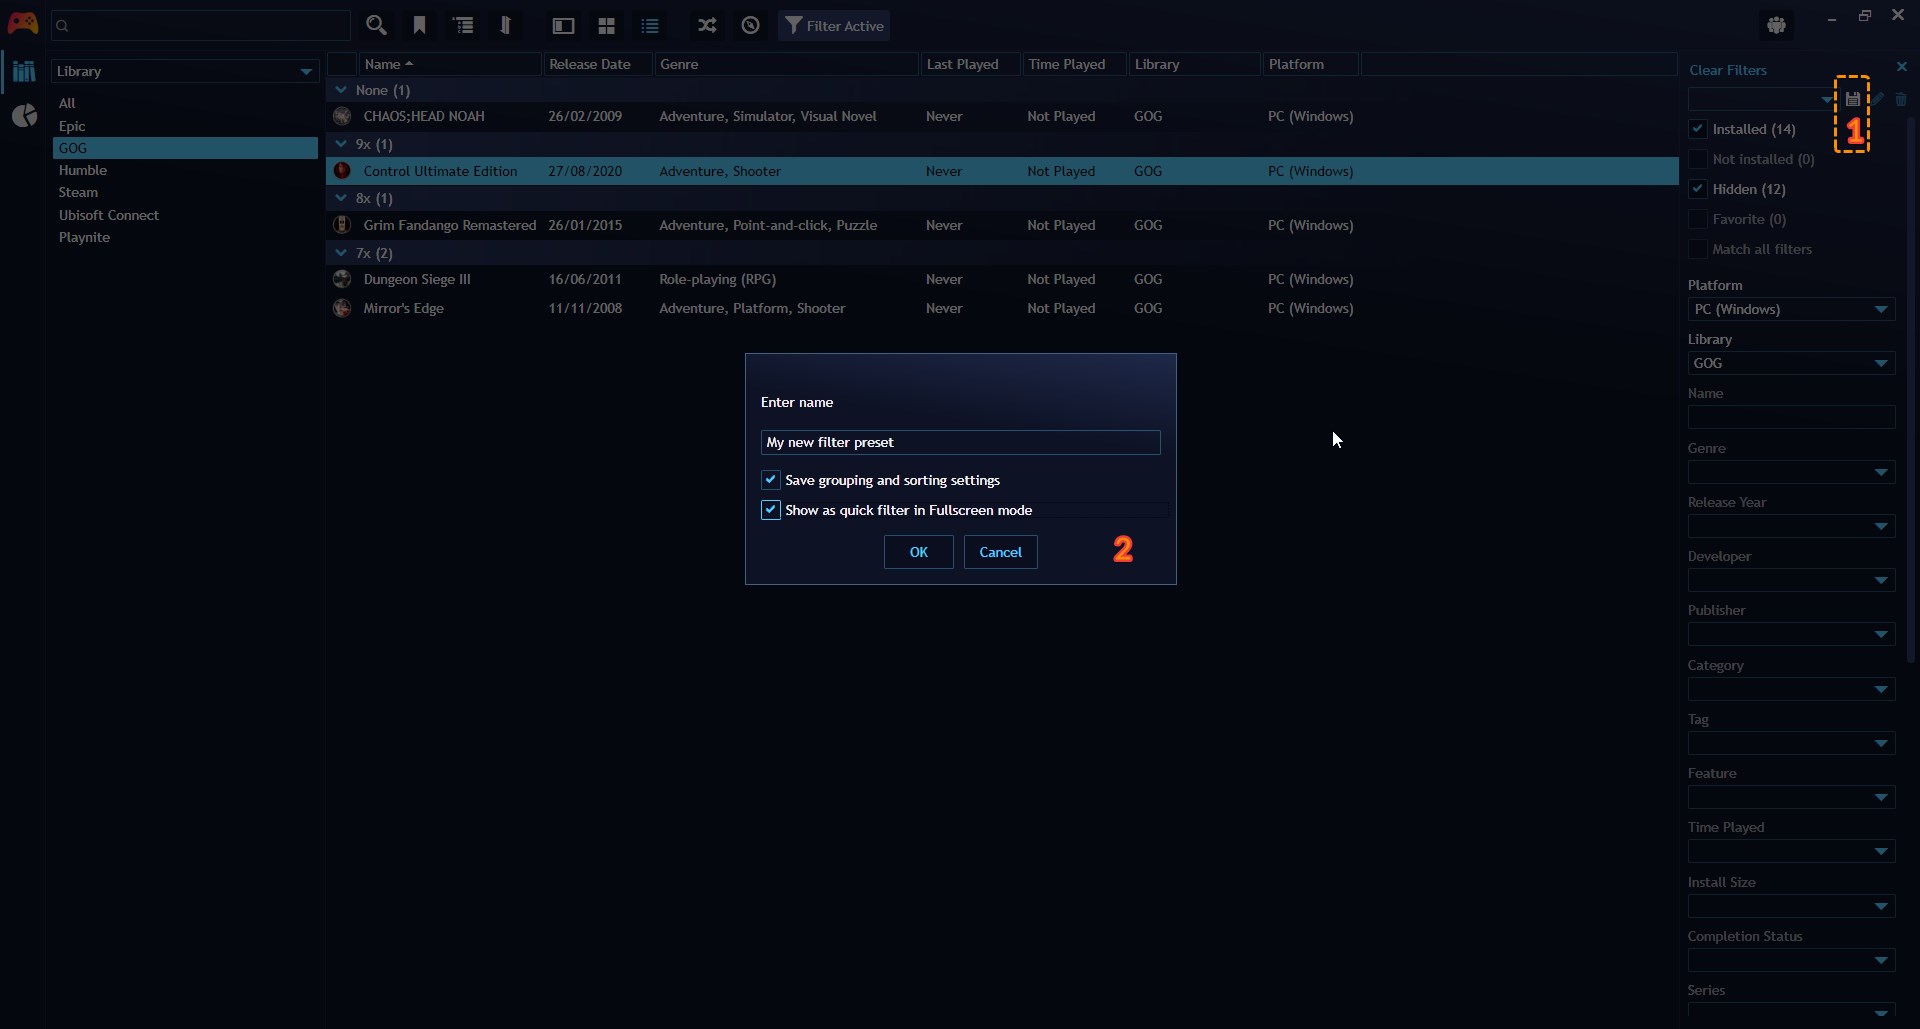 Filter Active
Library
All
Epic
GOG
Humble
Steam
Ubisoft Connect
Playnite
Name Release Date Genre Last Played Time Played Library Platform
None (1)
CHAOS;HEAD NOAH 26/02/2009 Adventure, Simulator, Visual Novel Never Not Played GOG PC (Windows)
9x (1)
Control Ultimate Edition 27/08/2020 Adventure, Shooter Never Not Played GOG PC (Windows)
8x (1)
Grim Fandango Remastered 26/01/2015 Adventure, Point-and-click, Puzzle Never Not Played GOG PC (Windows)
7x (2)
Dungeon Siege III 16/06/2011 Role-playing (RPG) Never Not Played GOG PC (Windows)
Mirror's Edge 11/11/2008 Adventure, Platform, Shooter Never Not Played GOG PC (Windows)
Enter name
My new filter preset
Save grouping and sorting settings
Show as quick filter in Fullscreen mode
OK Cancel
2
Clear Filters
1
Installed (14)
Not installed (0)
Hidden (12)
Favorite (0)
Match all filters
Platform
PC (Windows)
Library
GOG
Name
Genre
Release Year
Developer
Publisher
Category
Tag
Feature
Time Played
Install Size
Completion Status
Series